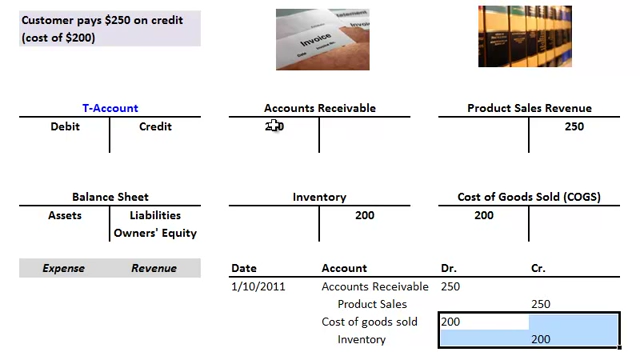 Customer pays $250 on credit
(cost of $200)
Invoice
T-Account
Debit Credit
Accounts Receivable
Product Sales Revenue
250
Balance Sheet
Assets Liabilities
Owners' Equity
Inventory
200
Cost of Goods Sold (COGS)
200
Expense Revenue
Date Account Dr. Cr.
1/10/2011 Accounts Receivable 250
Product Sales 250
Cost of goods sold 200
Inventory 200